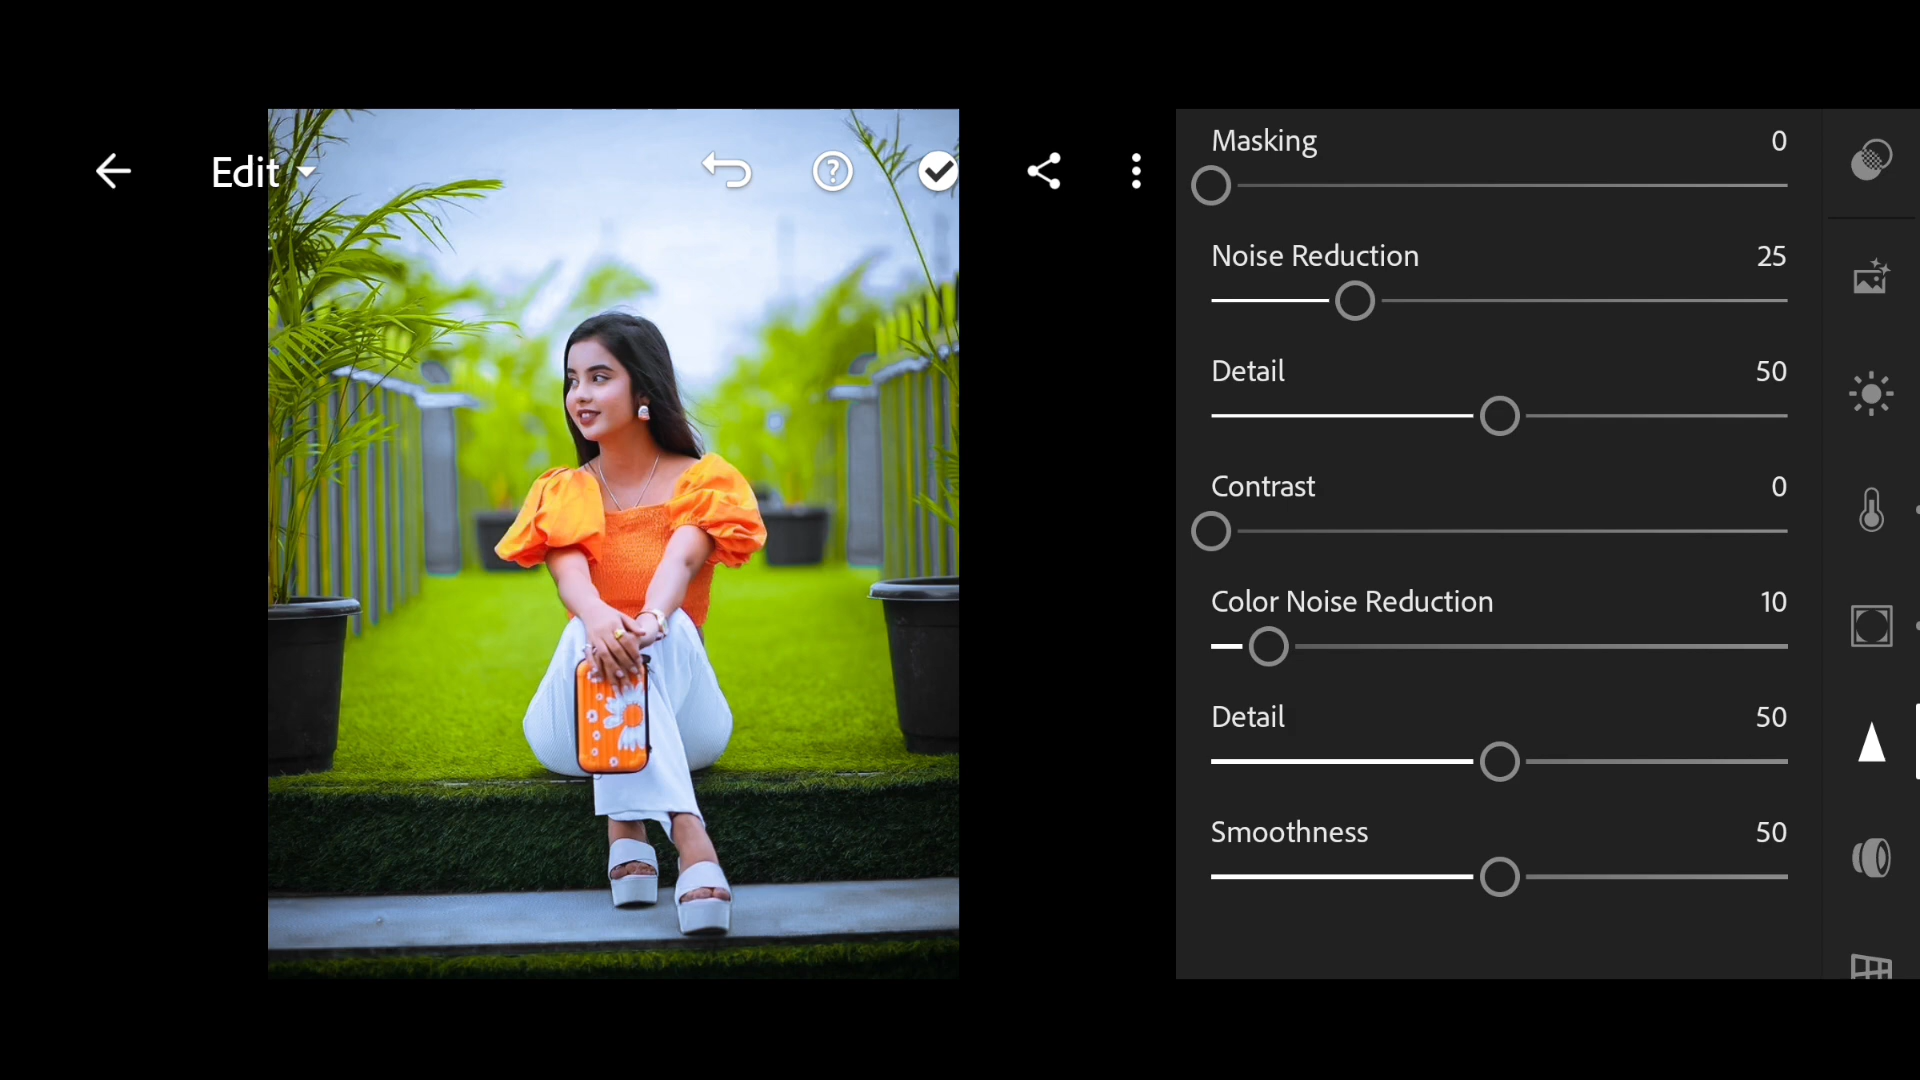 Edit
Masking 0
Noise Reduction 25
Detail 50
Contrast 0
Color Noise Reduction 10
Detail 50
Smoothness 50